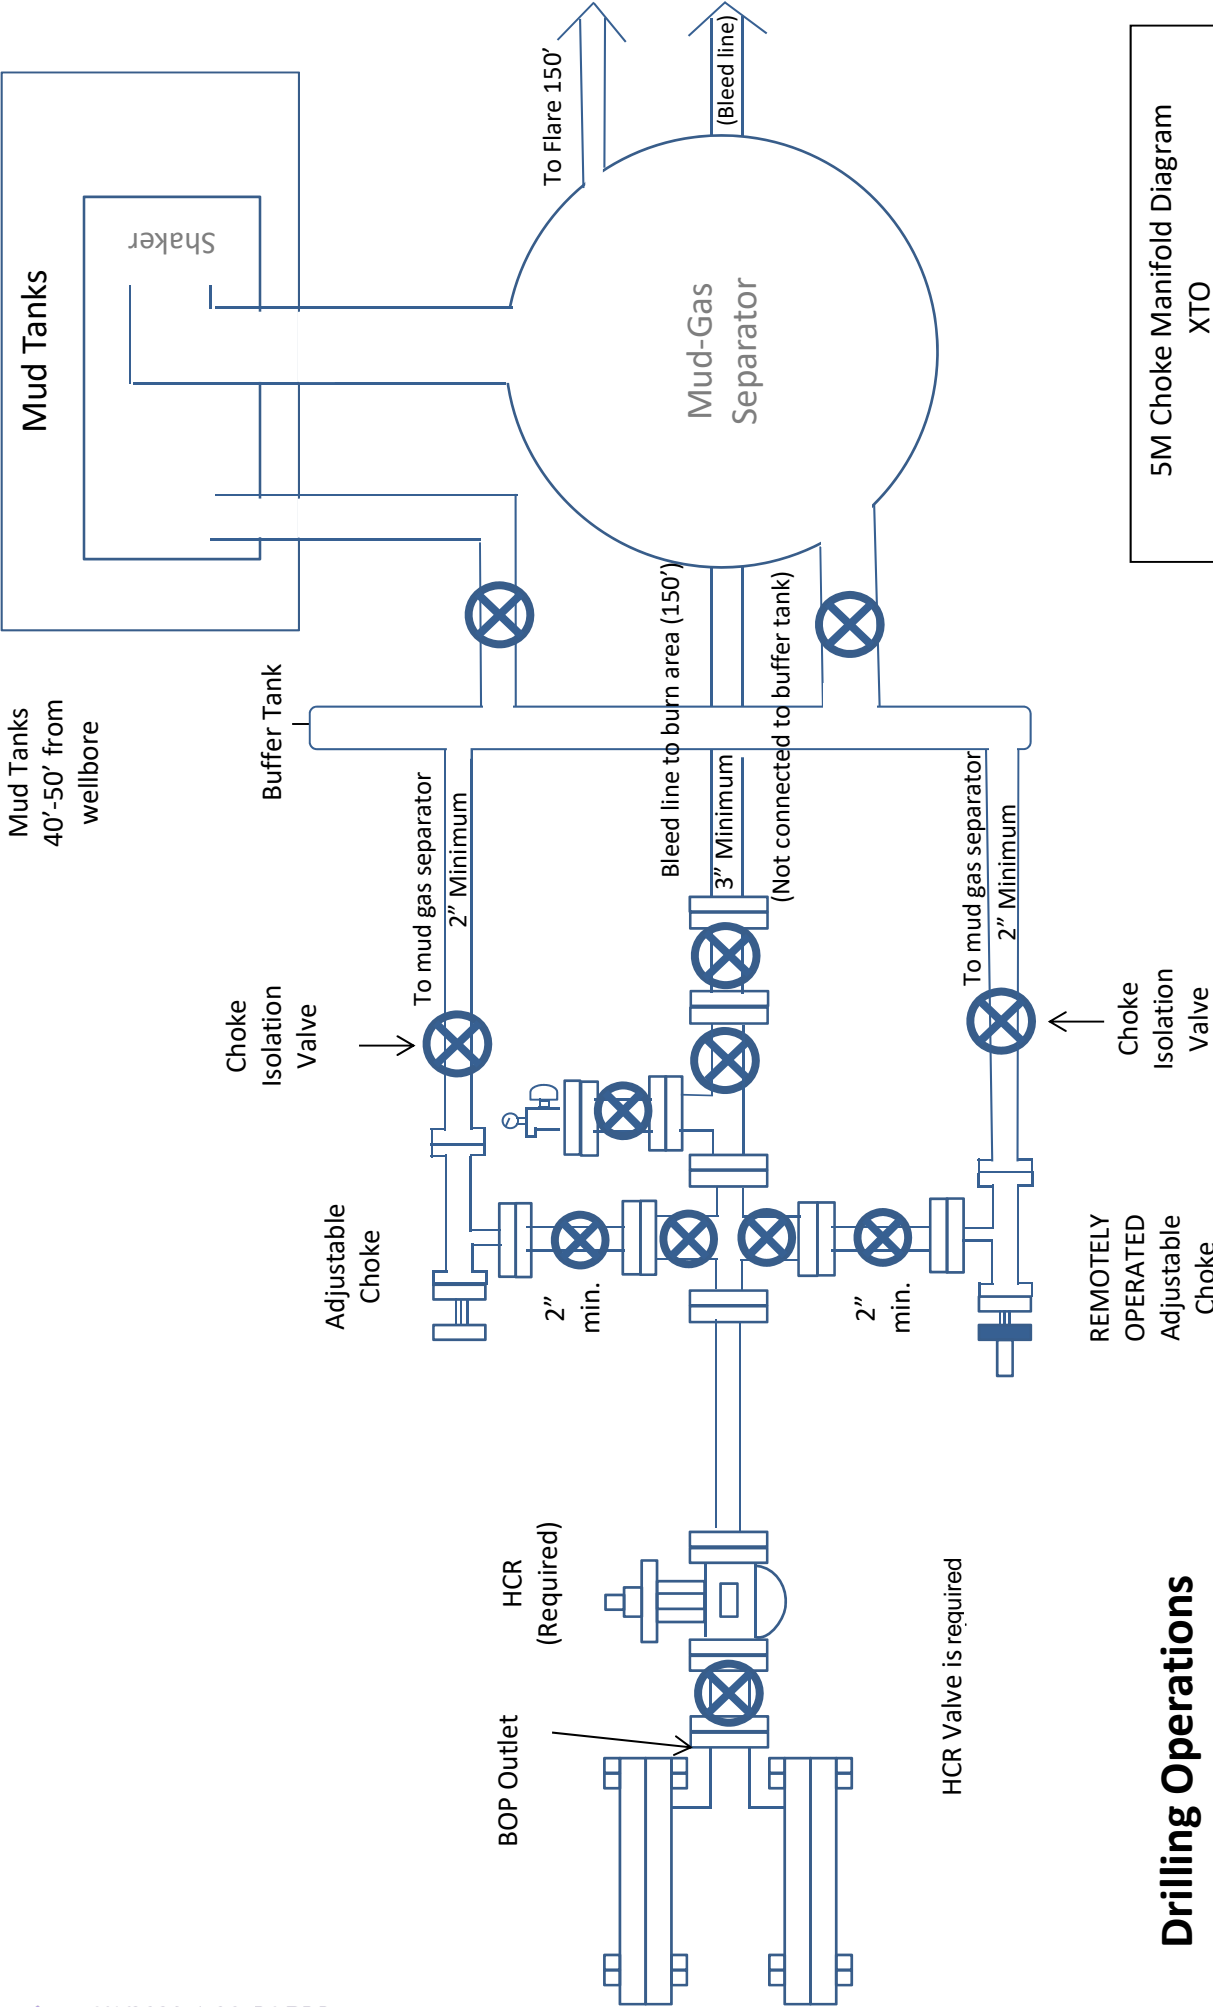 Mud Tanks
40’-50’ from
wellbore
Mud Tanks
Shaker
Buffer Tank
Choke
Isolation
Valve
Adjustable
Choke
To mud gas separator
2” Minimum
To Flare 150’
(Bleed line)
Mud-Gas
Separator
Bleed line to burn area (150’)
3” Minimum
(Not connected to buffer tank)
HCR
(Required)
BOP Outlet
2”
min.
2”
min.
To mud gas separator
2” Minimum
HCR Valve is required
REMOTELY
OPERATED
Adjustable
Choke
Choke
Isolation
Valve
Drilling Operations
5M Choke Manifold Diagram
XTO